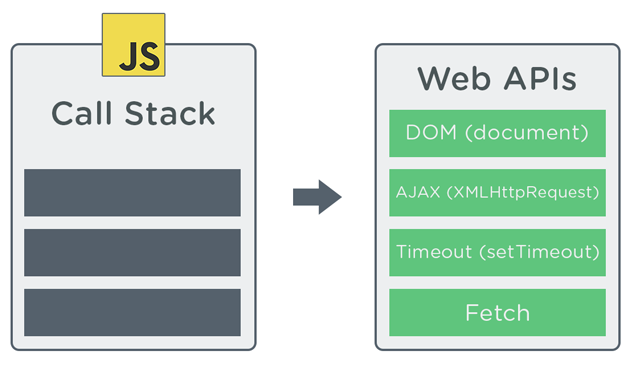 JS
Call Stack
Web APIs
DOM (document)
AJAX (XMLHttpRequest)
Timeout (setTimeout)
Fetch